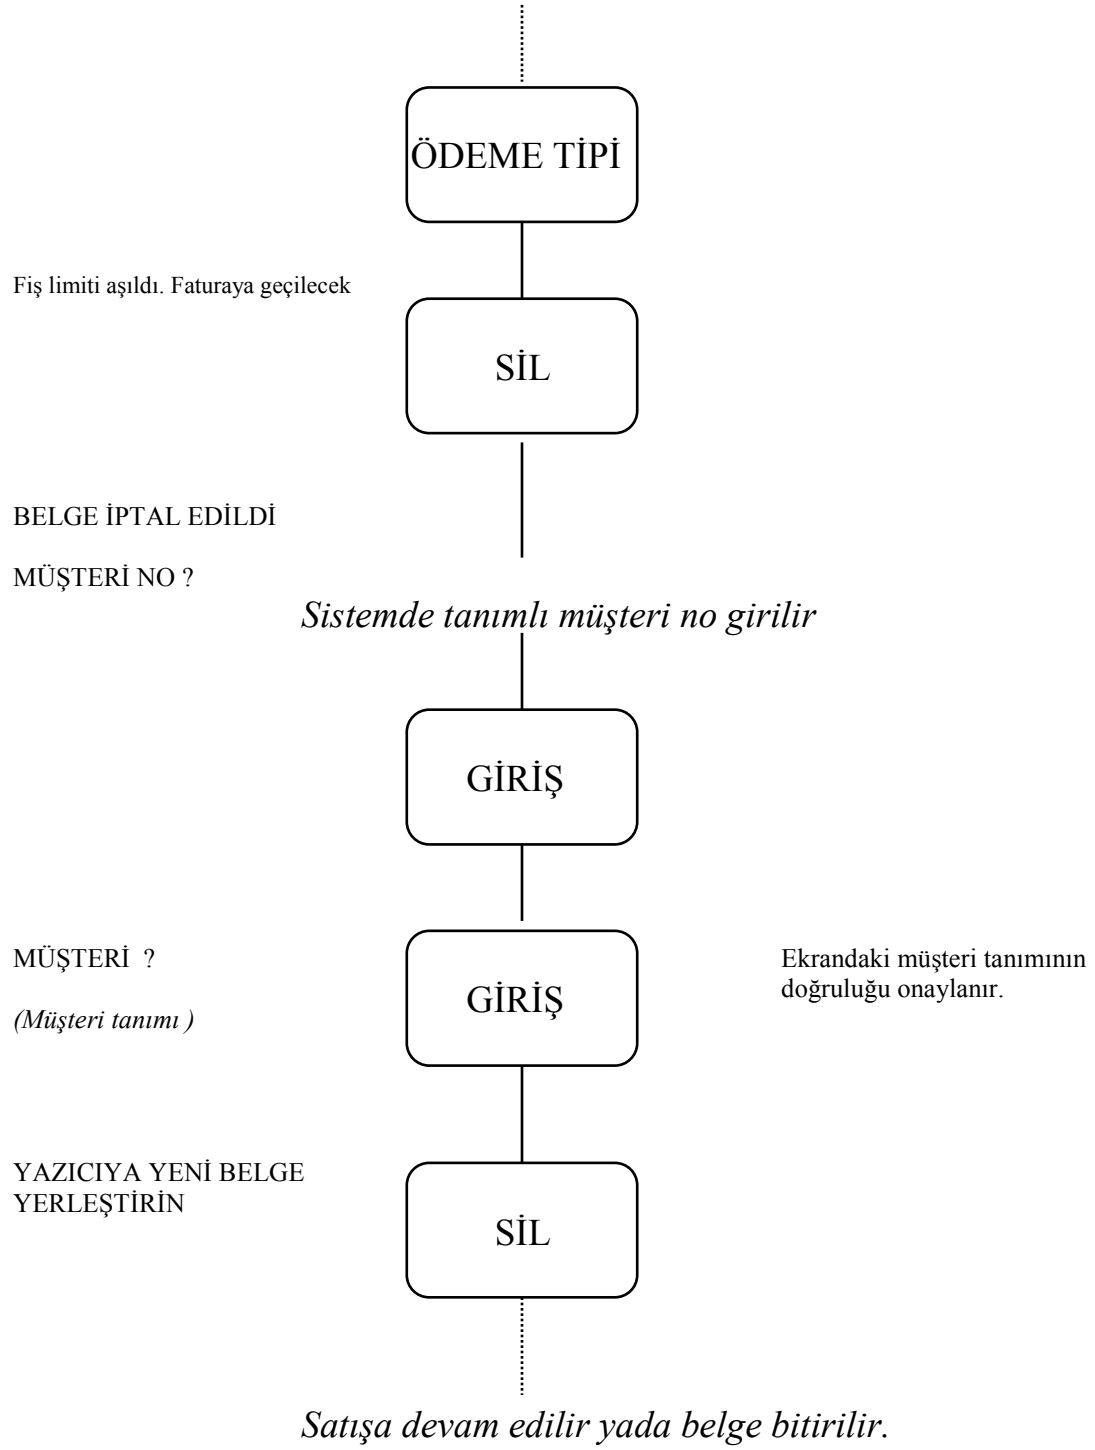 ÖDEME TİPİ
Fiş limiti aşıldı. Faturaya geçilecek
SİL
BELGE İPTAL EDİLDİ
MÜŞTERİ NO ?
Sistemde tanımlı müşteri no girilir
GİRİŞ
MÜŞTERİ ?
(Müşteri tanımı )
GİRİŞ
Ekrandaki müşteri tanımının
doğruluğu onaylanır.
YAZICIYA YENİ BELGE
YERLEŞTİRİN
SİL
Satışa devam edilir yada belge bitirilir.